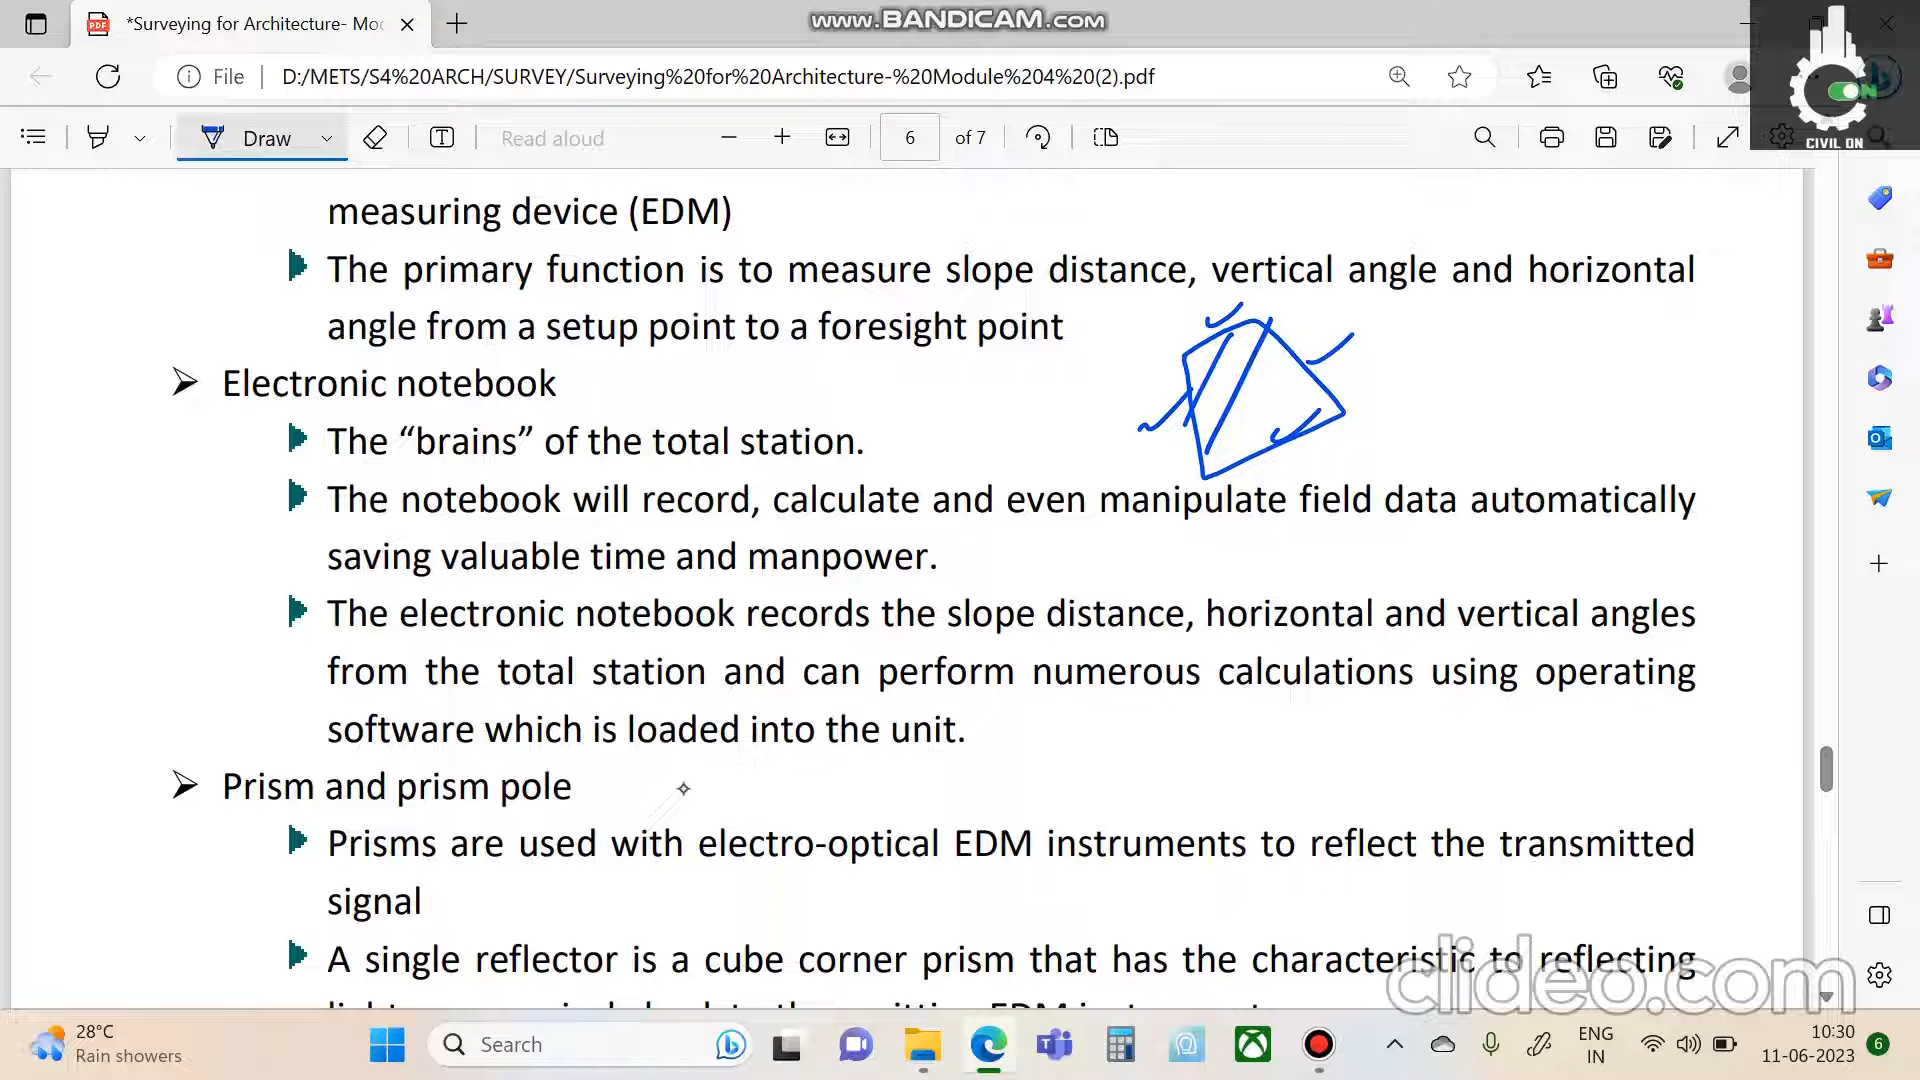 www.BANDICAM.com
*Surveying for Architecture- Mod
File
D:/METS/S4%20ARCH/SURVEY/Surveying%20for%20Architecture-%20Module%204%20(2).pdf
Draw
Read aloud
6 of 7
ON
CIVIL ON
measuring device (EDM)
The primary function is to measure slope distance, vertical angle and horizontal
angle from a setup point to a foresight point
Electronic notebook
The “brains” of the total station.
The notebook will record, calculate and even manipulate field data automatically
saving valuable time and manpower.
The electronic notebook records the slope distance, horizontal and vertical angles
from the total station and can perform numerous calculations using operating
software which is loaded into the unit.
Prism and prism pole
Prisms are used with electro-optical EDM instruments to reflect the transmitted
signal
A single reflector is a cube corner prism that has the characteristic to reflecting
clideo.com
28°C
Rain showers
Search
ENG
IN
10:30
11-06-2023
6